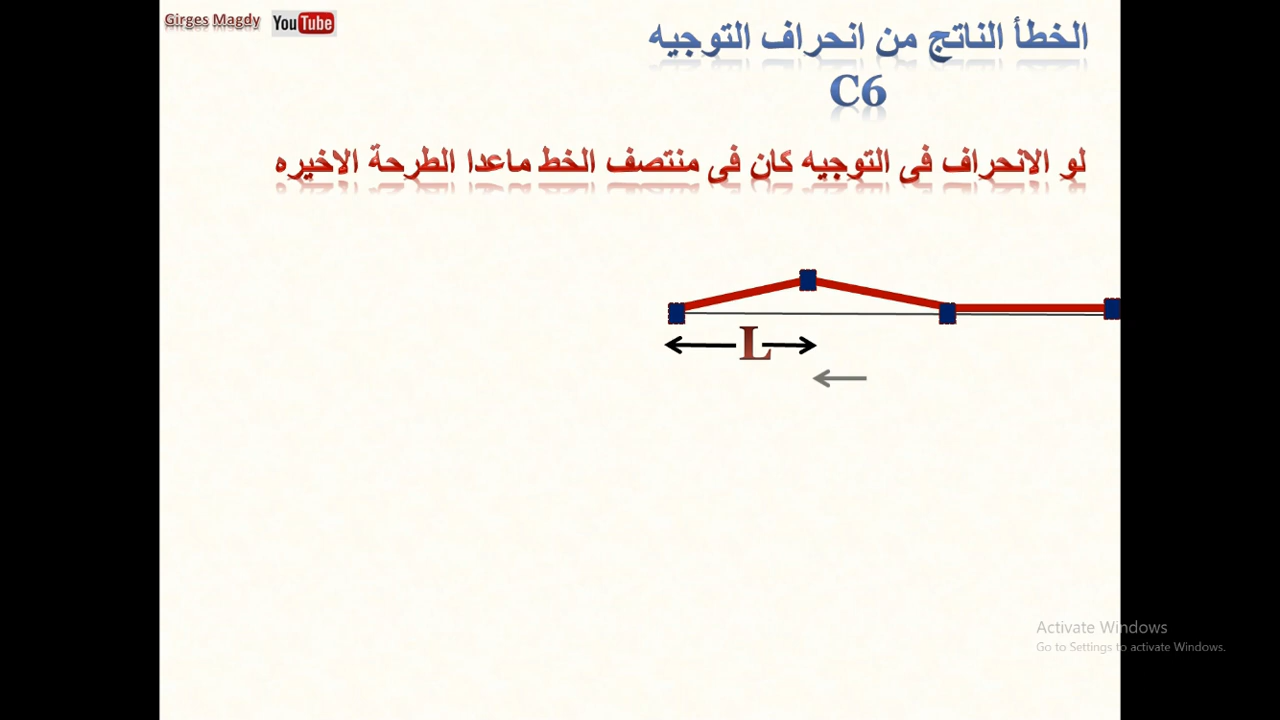 Girges Magdy YouTube
الخطأ الناتج من انحراف التوجيه
C6
لو الانحراف فى التوجيه كان فى منتصف الخط ماعدا الطرحة الاخيره
L
Activate Windows
Go to Settings to activate Windows.